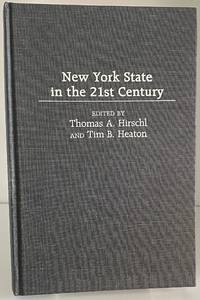 New York State
in the 21st Century
EDITED BY
Thomas A. Hirschl
AND Tim B. Heaton